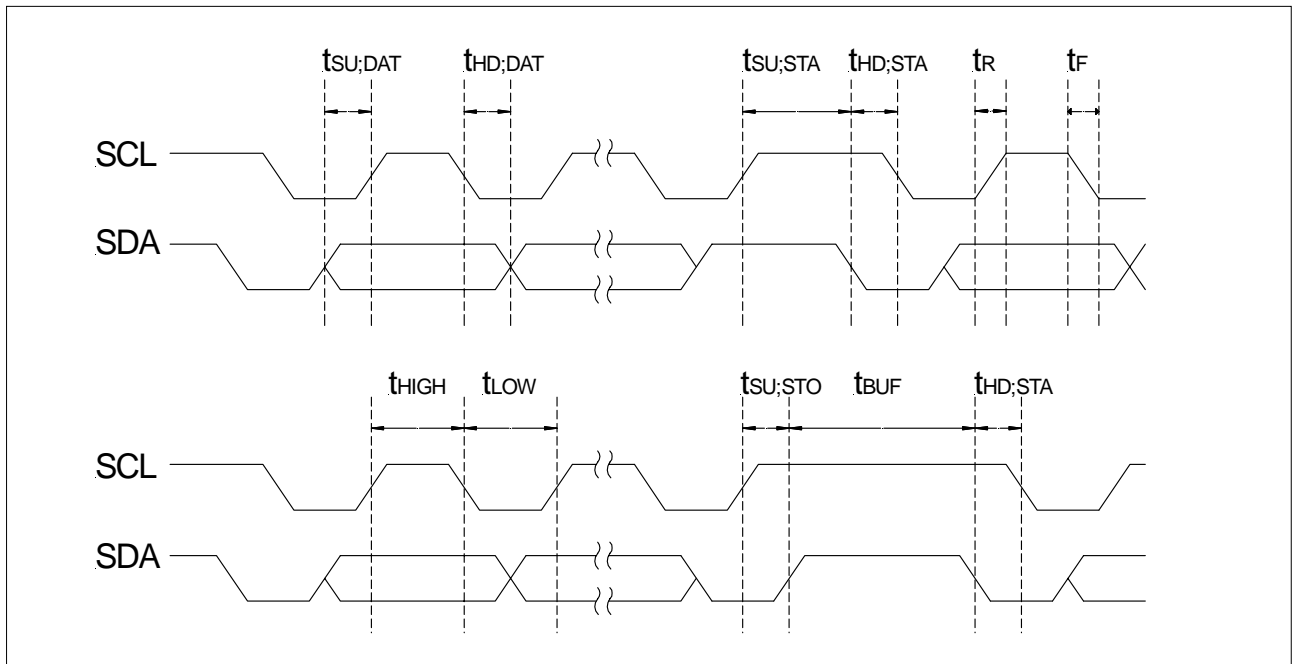 tSU;DAT tHD;DAT tSU;STA tHD;STA tR tF
SCL
SDA
tHIGH tLOW tSU;STO tBUF tHD;STA
SCL
SDA